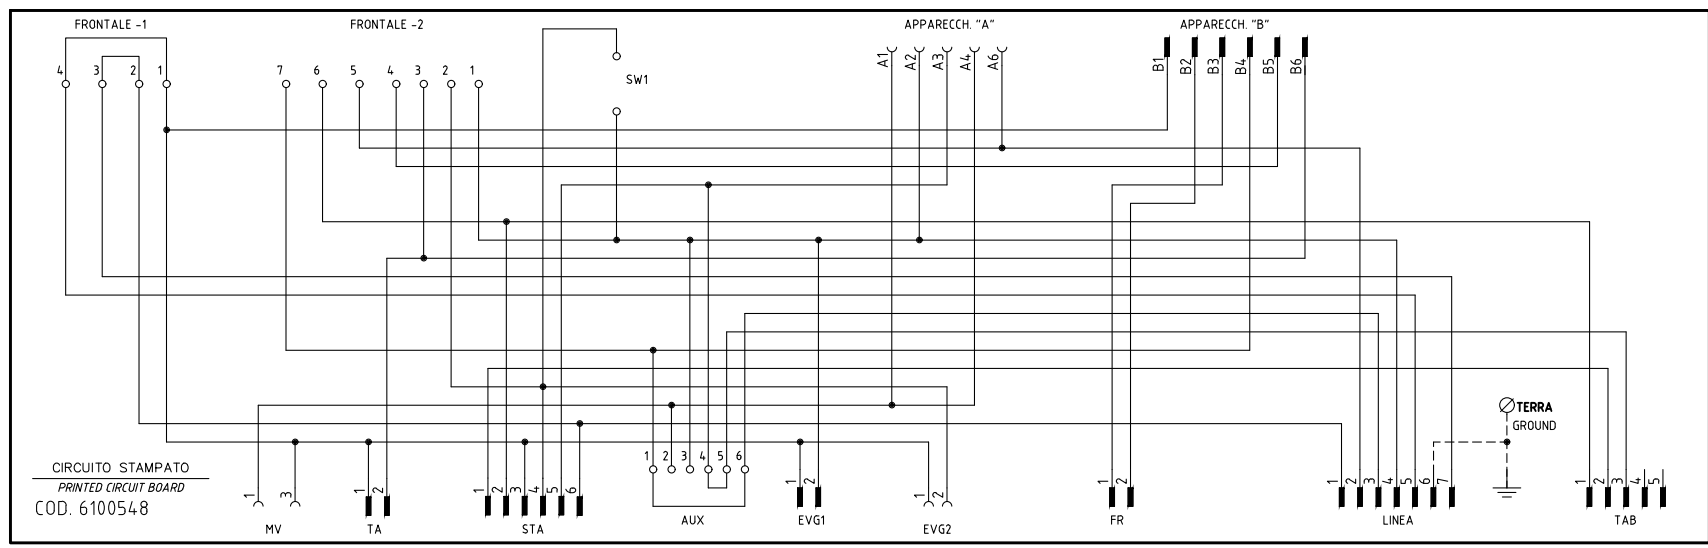 FRONTALE -1
FRONTALE -2
APPARECCH. "A"
APPARECCH. "B"
4 3 2 1
7 6 5 4 3 2 1
SW1
A1 A2 A3 A4 A6
B1 B2 B3 B4 B5 B6
TERRA
GROUND
CIRCUITO STAMPATO
PRINTED CIRCUIT BOARD
COD. 6100548
1 3
MV
1 2
TA
1 2 3 4 5 6
STA
1 2 3 4 5 6
AUX
1 2
EVG1
1 2
EVG2
1 2
FR
1 2 3 4 5 6 7
LINEA
1 2 3 4 5
TAB